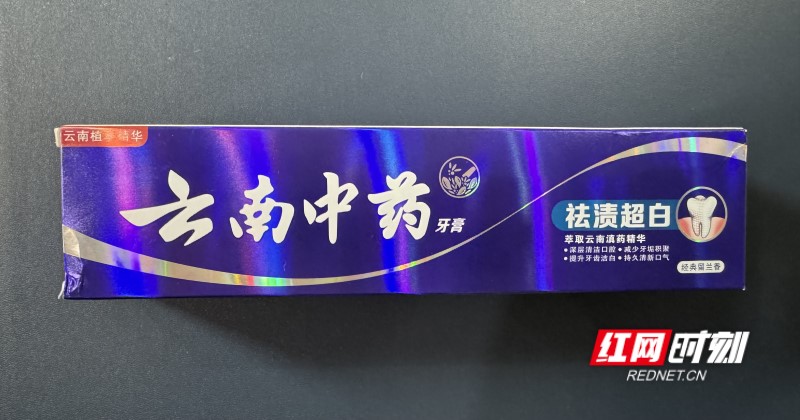 云南植萃精华
云南中药
牙膏
祛渍超白
萃取云南滇药精华
•深层清洁口腔 •减少牙垢积聚
•提升牙齿洁白 •持久清新口气
经典留兰香
红网时刻
REDNET.CN